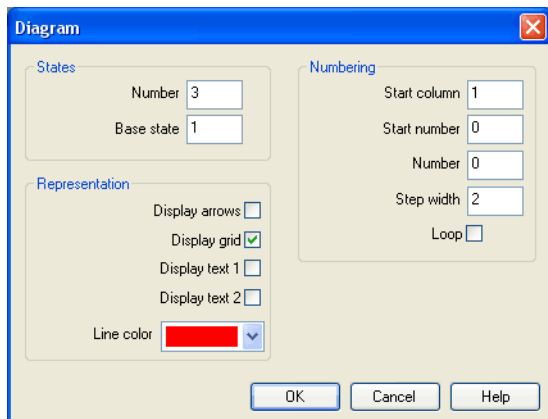 Diagram
States
Number 3
Base state 1
Representation
Display arrows
Display grid
Display text 1
Display text 2
Line color
Numbering
Start column 1
Start number 0
Number 0
Step width 2
Loop
OK
Cancel
Help